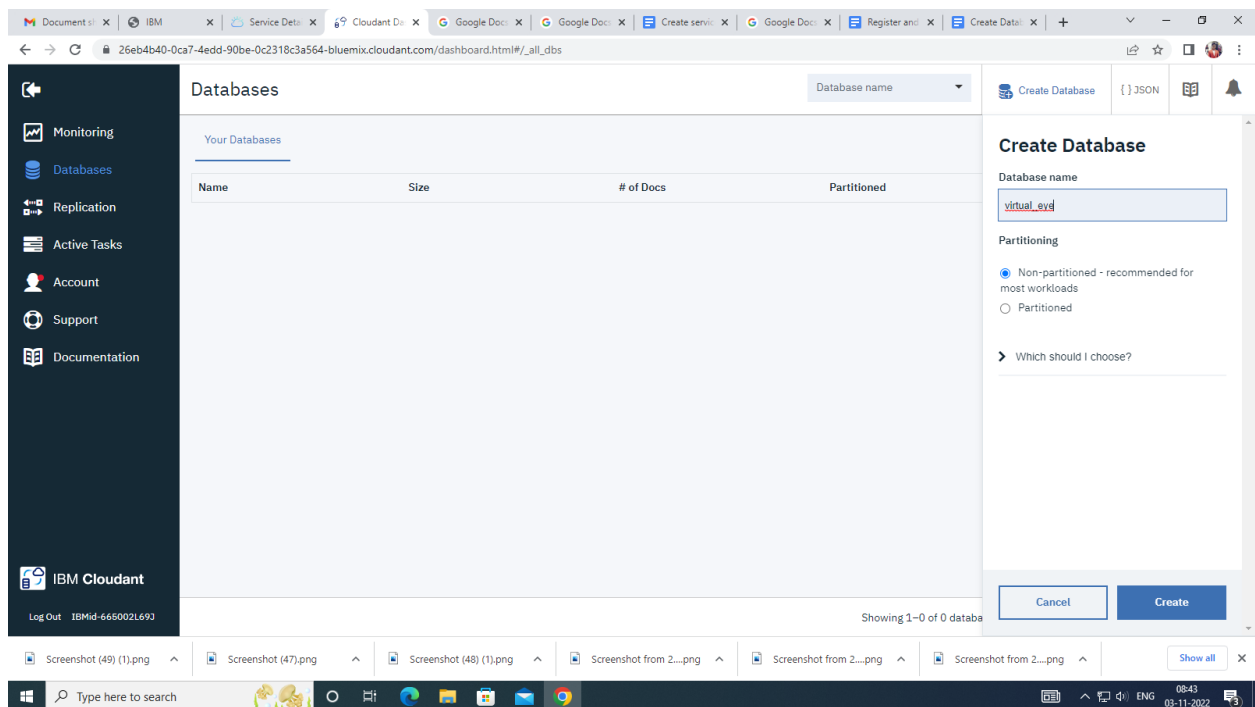 Document sh
IBM
Service Deta
Cloudant Da
Google Docs
Google Docs
Create servic
Google Docs
Register and
Create Datab
26eb4b40-0ca7-4edd-90be-0c2318c3a564-bluemix.cloudant.com/dashboard.html#/_all_dbs
Databases
Database name
Create Database
{ } JSON
Monitoring
Databases
Replication
Active Tasks
Account
Support
Documentation
Your Databases
Name Size # of Docs Partitioned
Create Database
Database name
virtual_eye
Partitioning
Non-partitioned - recommended for
most workloads
Partitioned
Which should I choose?
IBM Cloudant
Log Out IBMid-665002L69J
Showing 1–0 of 0 databa
Cancel
Create
Screenshot (49) (1).png
Screenshot (47).png
Screenshot (48) (1).png
Screenshot from 2....png
Screenshot from 2....png
Screenshot from 2....png
Show all
Type here to search
ENG
08:43
03-11-2022
3